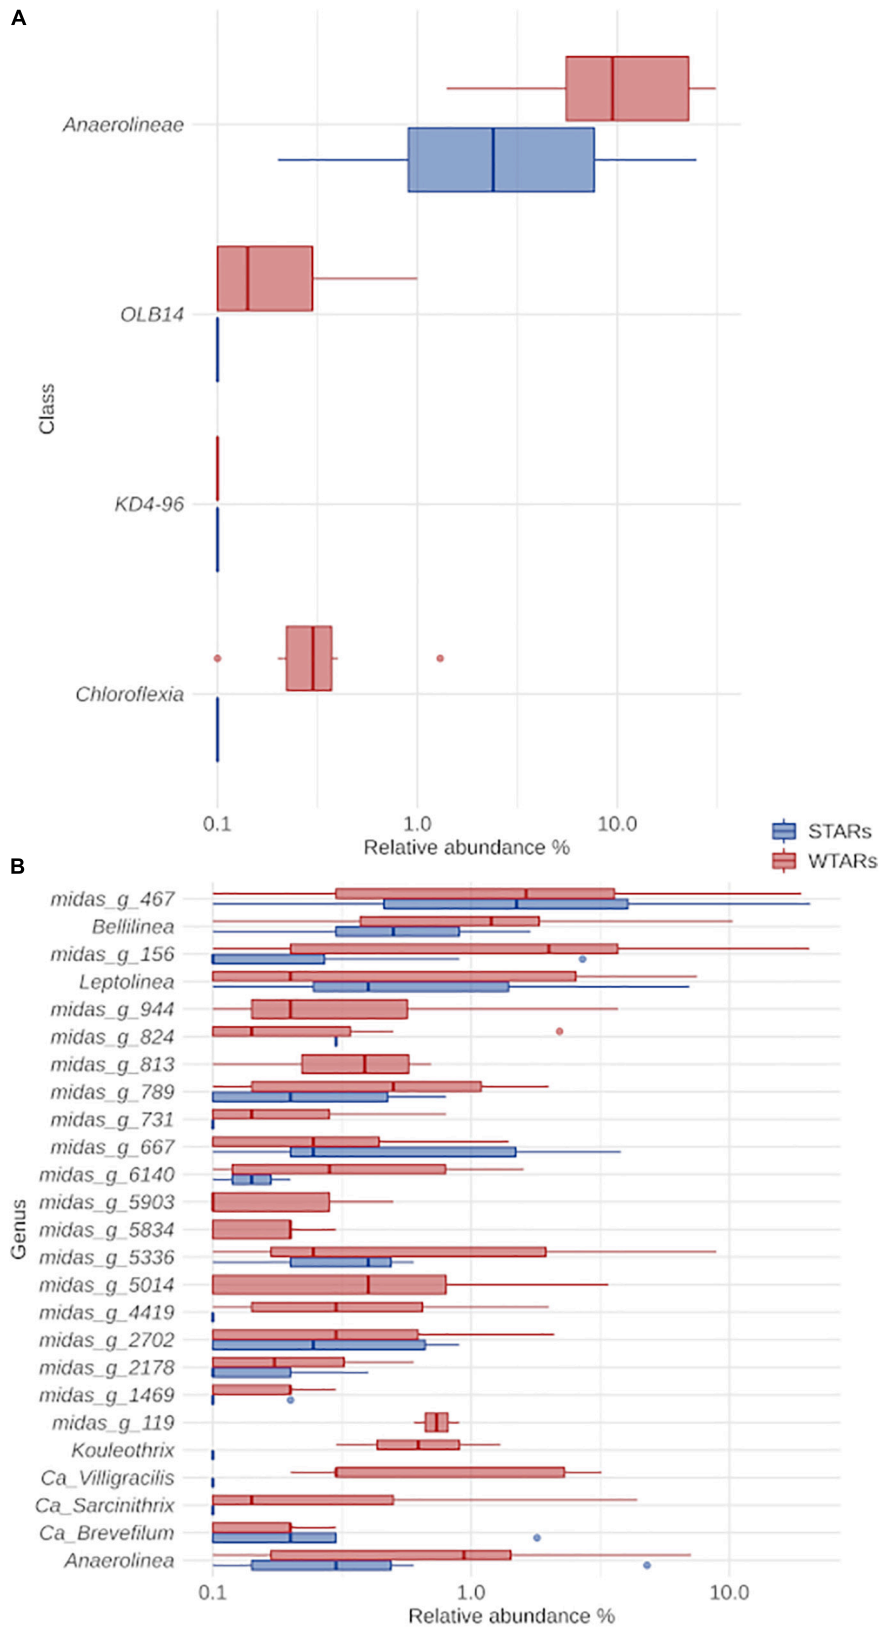 A
Anaerolineae
OLB14
KD4-96
Chloroflexia
Class
0.1
1.0
10.0
Relative abundance %
STARs
WTARs
B
midas_g_467
Bellilinea
midas_g_156
Leptolinea
midas_g_944
midas_g_824
midas_g_813
midas_g_789
midas_g_731
midas_g_667
midas_g_6140
midas_g_5903
midas_g_5834
midas_g_5336
midas_g_5014
midas_g_4419
midas_g_2702
midas_g_2178
midas_g_1469
midas_g_119
Kouleothrix
Ca_Villigracilis
Ca_Sarcinithrix
Ca_Brevefilum
Anaerolinea
Genus
0.1
1.0
10.0
Relative abundance %